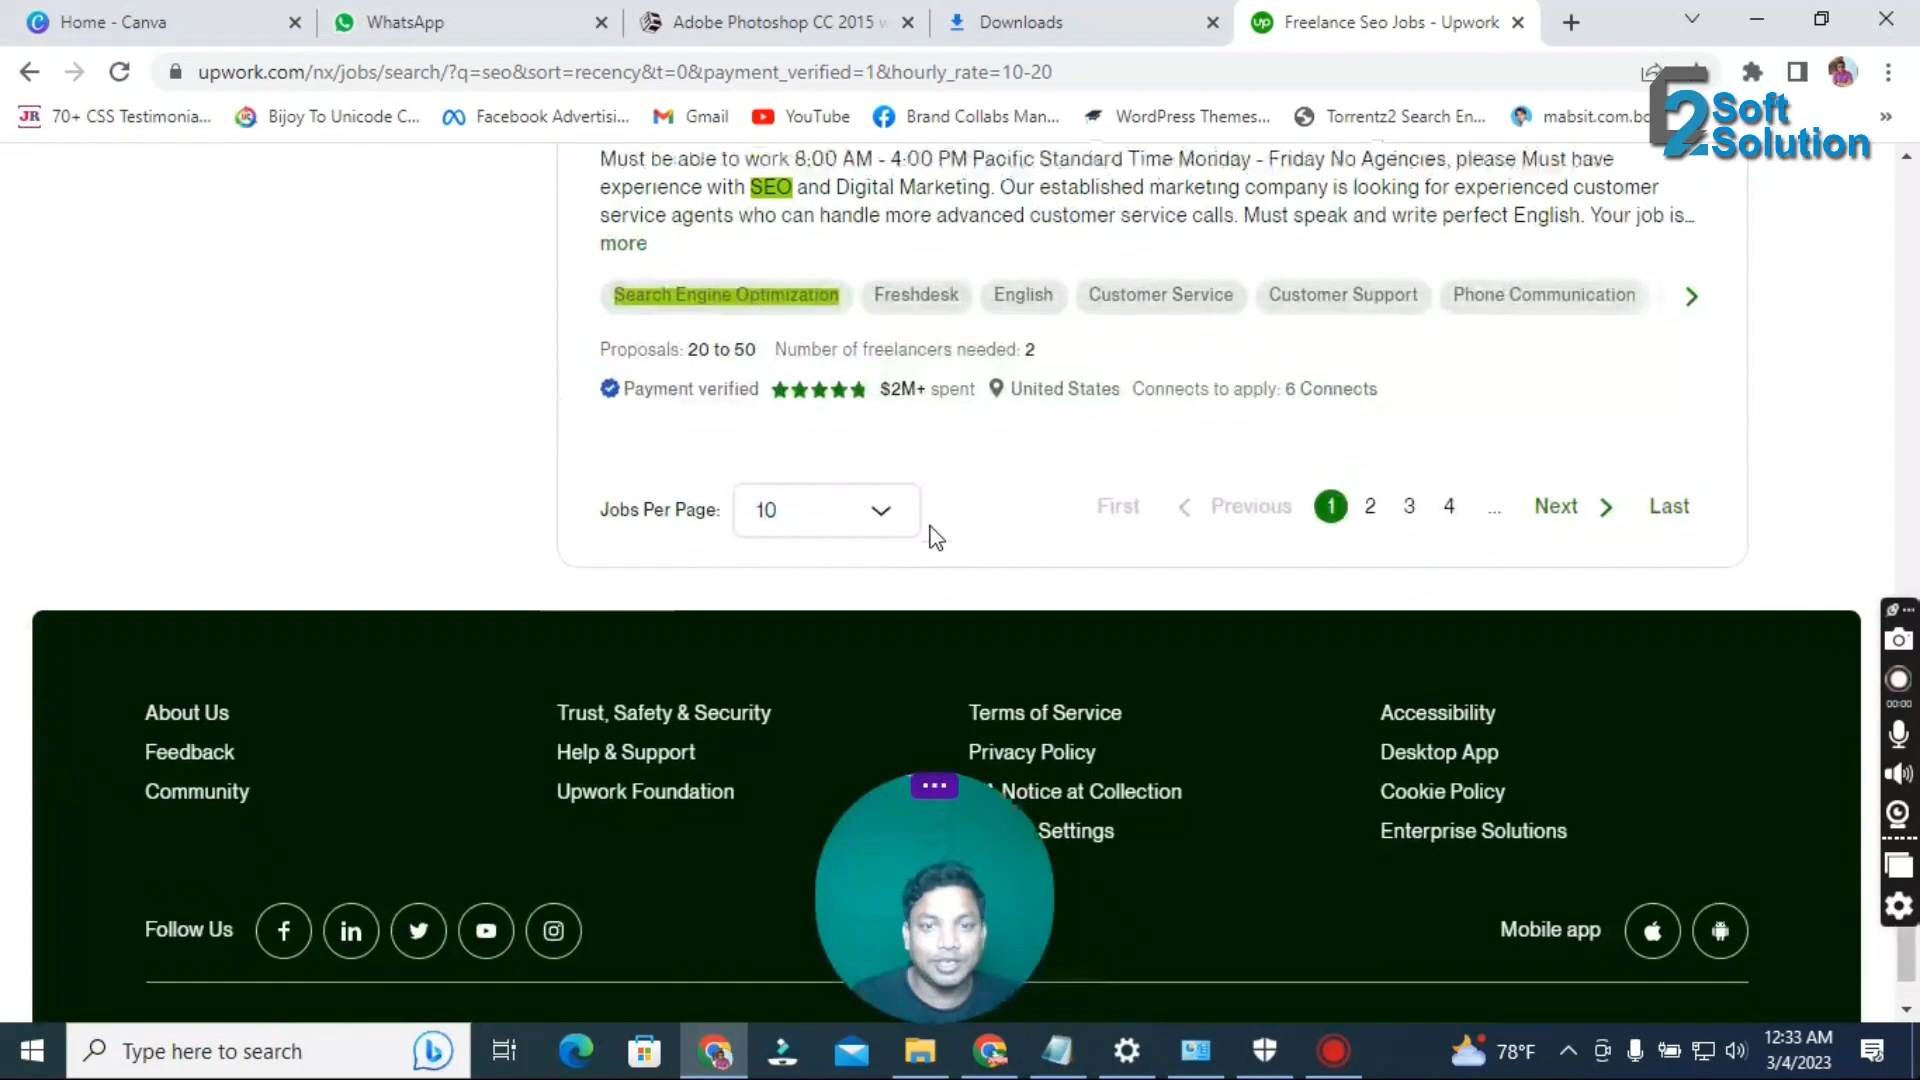 Home - Canva
WhatsApp
Adobe Photoshop CC 2015 w
Downloads
Freelance Seo Jobs - Upwork
upwork.com/nx/jobs/search/?q=seo&sort=recency&t=0&payment_verified=1&hourly_rate=10-20
70+ CSS Testimonia...
Bijoy To Unicode C...
Facebook Advertisi...
Gmail
YouTube
Brand Collabs Man...
WordPress Themes...
Torrentz2 Search En...
mabsit.com.bd
»
52 Soft
Solution
Must be able to work 8:00 AM - 4:00 PM Pacific Standard Time Monday - Friday No Agencies, please Must have
experience with SEO and Digital Marketing. Our established marketing company is looking for experienced customer
service agents who can handle more advanced customer service calls. Must speak and write perfect English. Your job is...
more
Search Engine Optimization Freshdesk English Customer Service Customer Support Phone Communication
Proposals: 20 to 50 Number of freelancers needed: 2
Payment verified $2M+ spent United States Connects to apply: 6 Connects
Jobs Per Page: 10 First Previous 1 2 3 4 ... Next Last
About Us Trust, Safety & Security Terms of Service Accessibility
Feedback Help & Support Privacy Policy Desktop App
Community Upwork Foundation Notice at Collection Cookie Policy
Settings Enterprise Solutions
Follow Us Mobile app
00:00
Type here to search
78°F
12:33 AM
3/4/2023